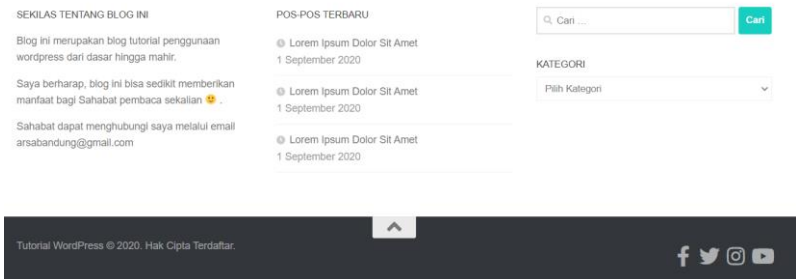 SEKILAS TENTANG BLOG INI
Blog ini merupakan blog tutorial penggunaan
wordpress dari dasar hingga mahir.
Saya berharap, blog ini bisa sedikit memberikan
manfaat bagi Sahabat pembaca sekalian 🙂 .
Sahabat dapat menghubungi saya melalui email
arsabandung@gmail.com
POS-POS TERBARU
Lorem Ipsum Dolor Sit Amet
1 September 2020
Lorem Ipsum Dolor Sit Amet
1 September 2020
Lorem Ipsum Dolor Sit Amet
1 September 2020
Cari ...
Cari
KATEGORI
Pilih Kategori
Tutorial WordPress © 2020. Hak Cipta Terdaftar.